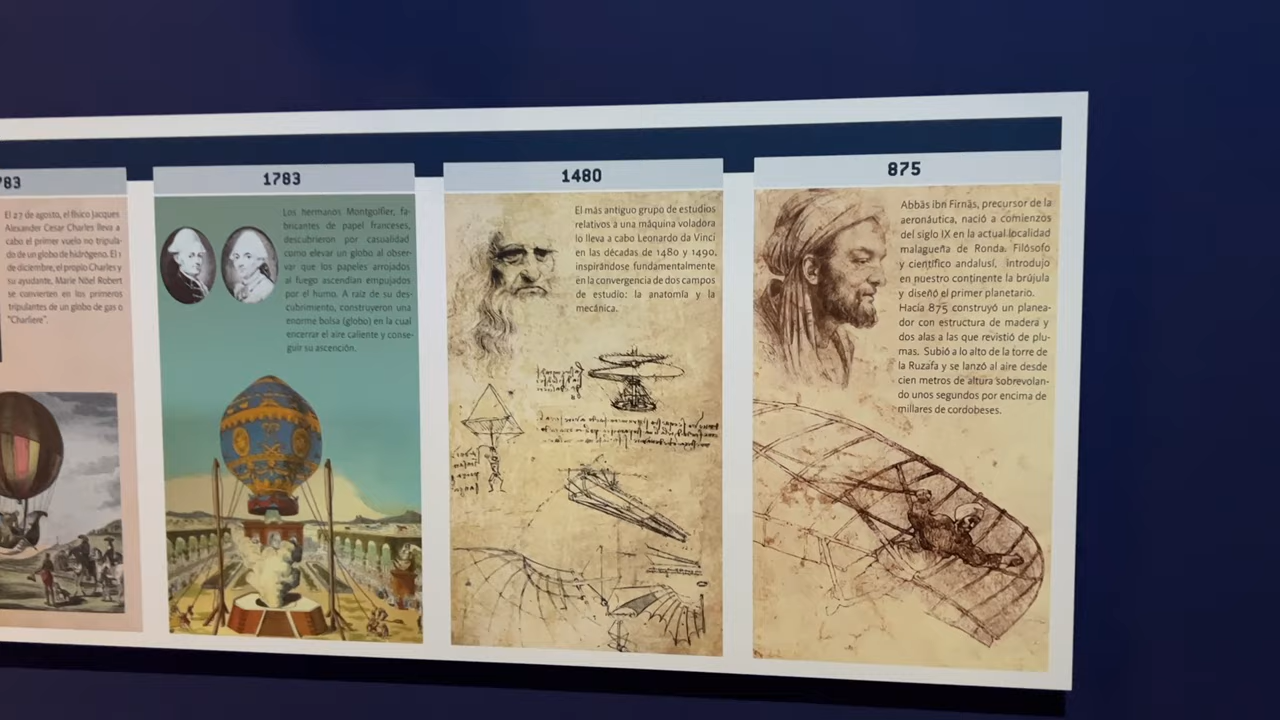 783
El 27 de agosto, el físico Jacques
Alexander Cesar Charles lleva a
cabo el primer vuelo no tripula-
do de un globo de hidrógeno. El 1
de diciembre, el propio Charles y
su ayudante, Marie Nöel Robert
se convierten en los primeros
tripulantes de un globo de gas o
"Charliere".
1783
Los hermanos Montgolfier, fa-
bricantes de papel franceses,
descubrieron por casualidad
como elevar un globo al obser-
var que los papeles arrojados
al fuego ascendían empujados
por el humo. A raíz de su des-
cubrimiento, construyeron una
enorme bolsa (globo) en la cual
encerrar el aire caliente y conse-
guir su ascención.
1480
El más antiguo grupo de estudios
relativos a una máquina voladora
lo lleva a cabo Leonardo da Vinci
en las décadas de 1480 y 1490,
inspirándose fundamentalmente
en la convergencia de dos campos
de estudio: la anatomía y la
mecánica.
875
Abbàs ibn Firnás, precursor de la
aeronáutica, nació a comienzos
del siglo IX en la actual localidad
malagueña de Ronda. Filósofo
y científico andalusí, introdujo
en nuestro continente la brújula
y diseñó el primer planetario.
Hacia 875 construyó un planea-
dor con estructura de madera y
dos alas a las que revistió de plu-
mas. Subió a lo alto de la torre de
la Ruzafa y se lanzó al aire desde
cien metros de altura sobrevolan-
do unos segundos por encima de
millares de cordobeses.